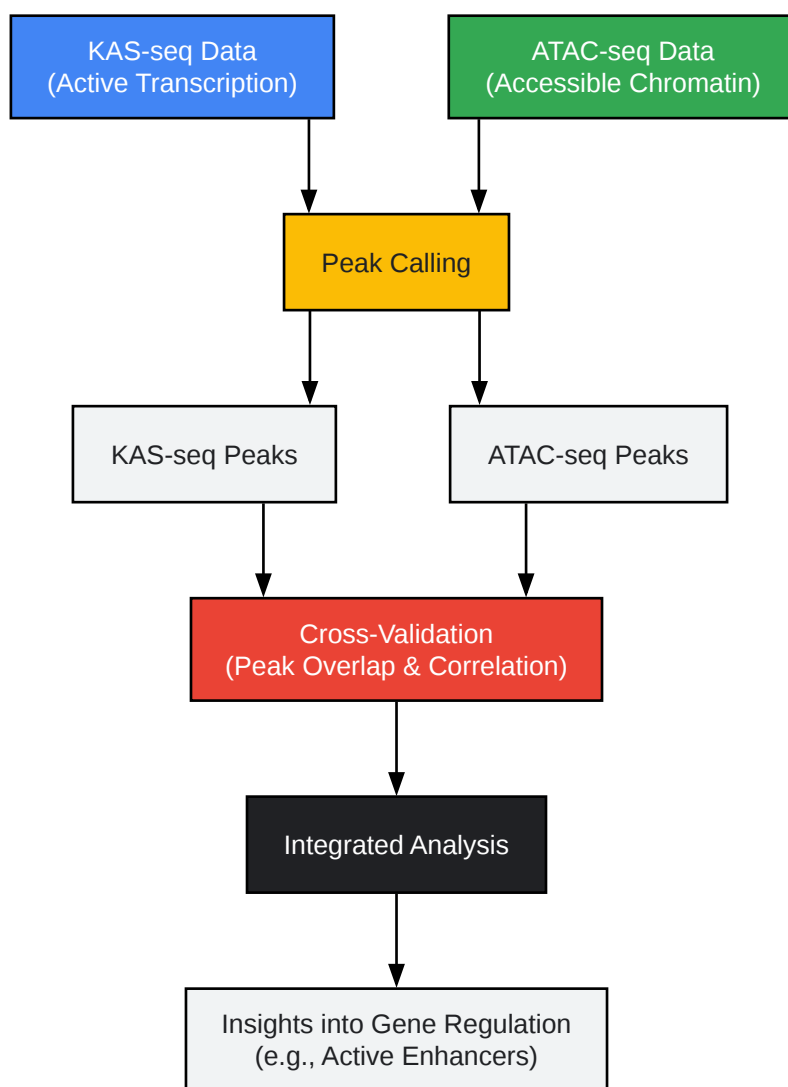 KAS-seq Data
(Active Transcription)
ATAC-seq Data
(Accessible Chromatin)
Peak Calling
KAS-seq Peaks
ATAC-seq Peaks
Cross-Validation
(Peak Overlap & Correlation)
Integrated Analysis
Insights into Gene Regulation
(e.g., Active Enhancers)